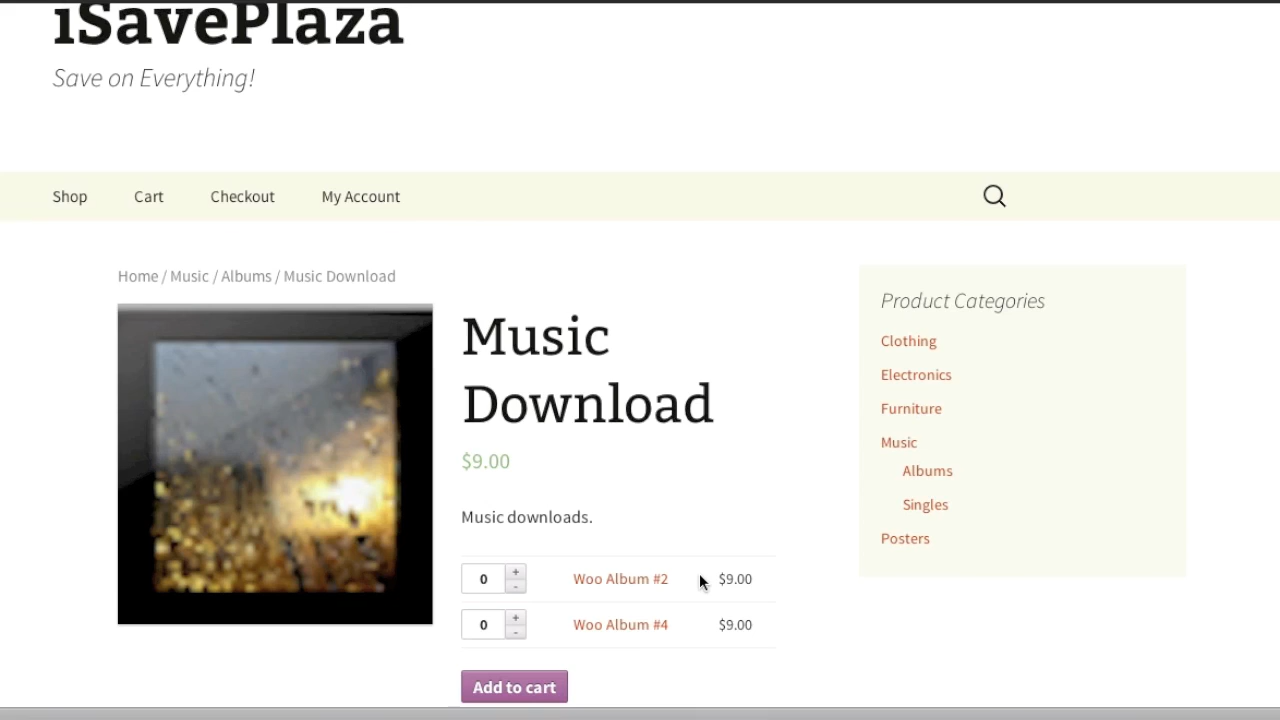 iSavePlaza
Save on Everything!
Shop Cart Checkout My Account
Home / Music / Albums / Music Download
Music
Download
$9.00
Music downloads.
0 + - Woo Album #2 $9.00
0 + - Woo Album #4 $9.00
Add to cart
Product Categories
Clothing
Electronics
Furniture
Music
Albums
Singles
Posters